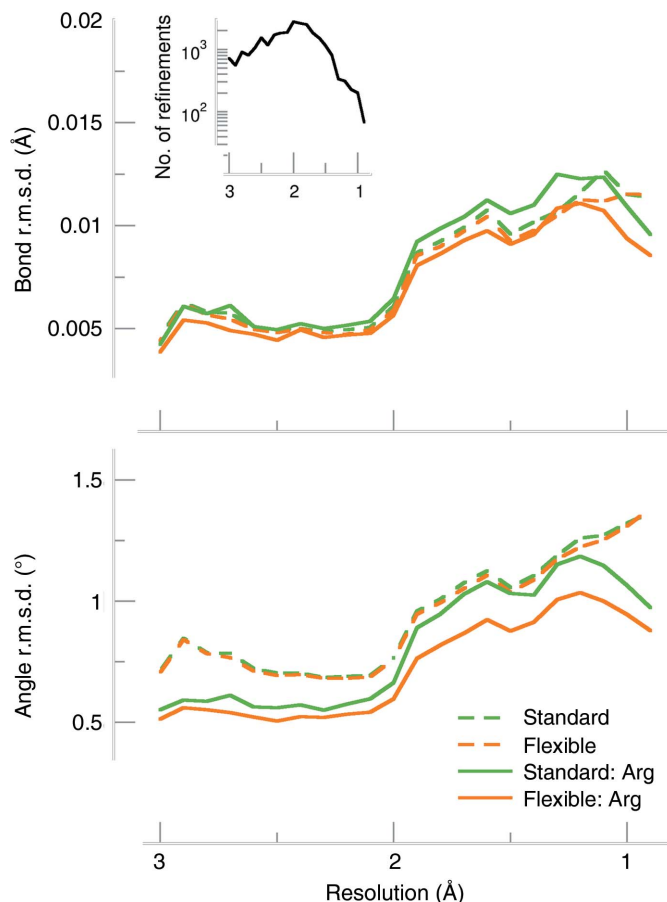 0.02
0.015
0.01
0.005
Bond r.m.s.d. (Å)
No. of refinements
10³
10²
3
2
1
1.5
1
0.5
Angle r.m.s.d. (°)
Standard
Flexible
Standard: Arg
Flexible: Arg
3
2
1
Resolution (Å)